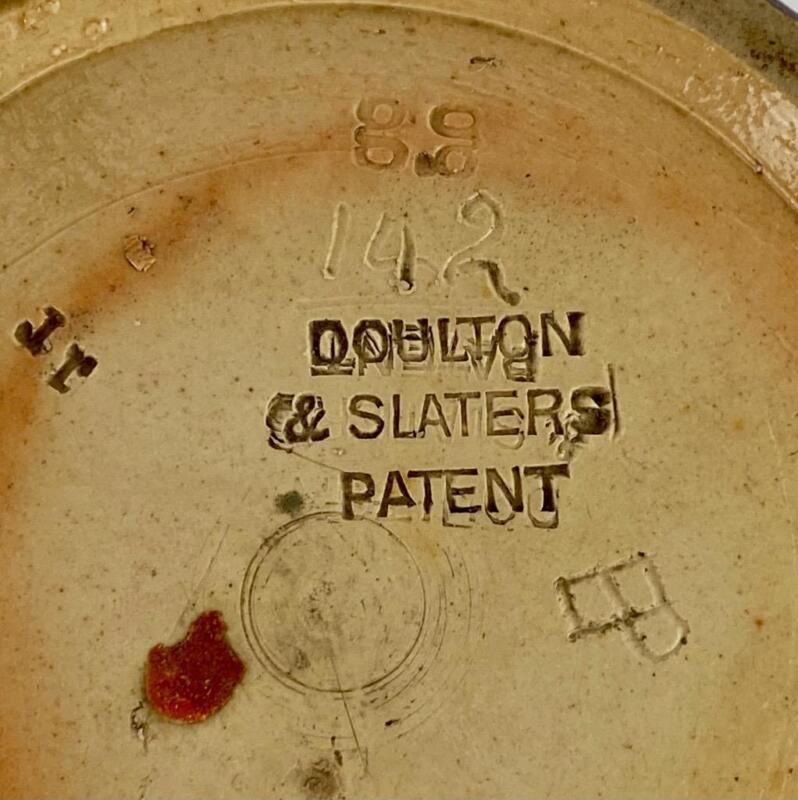 142
DOULTON
& SLATERS
PATENT